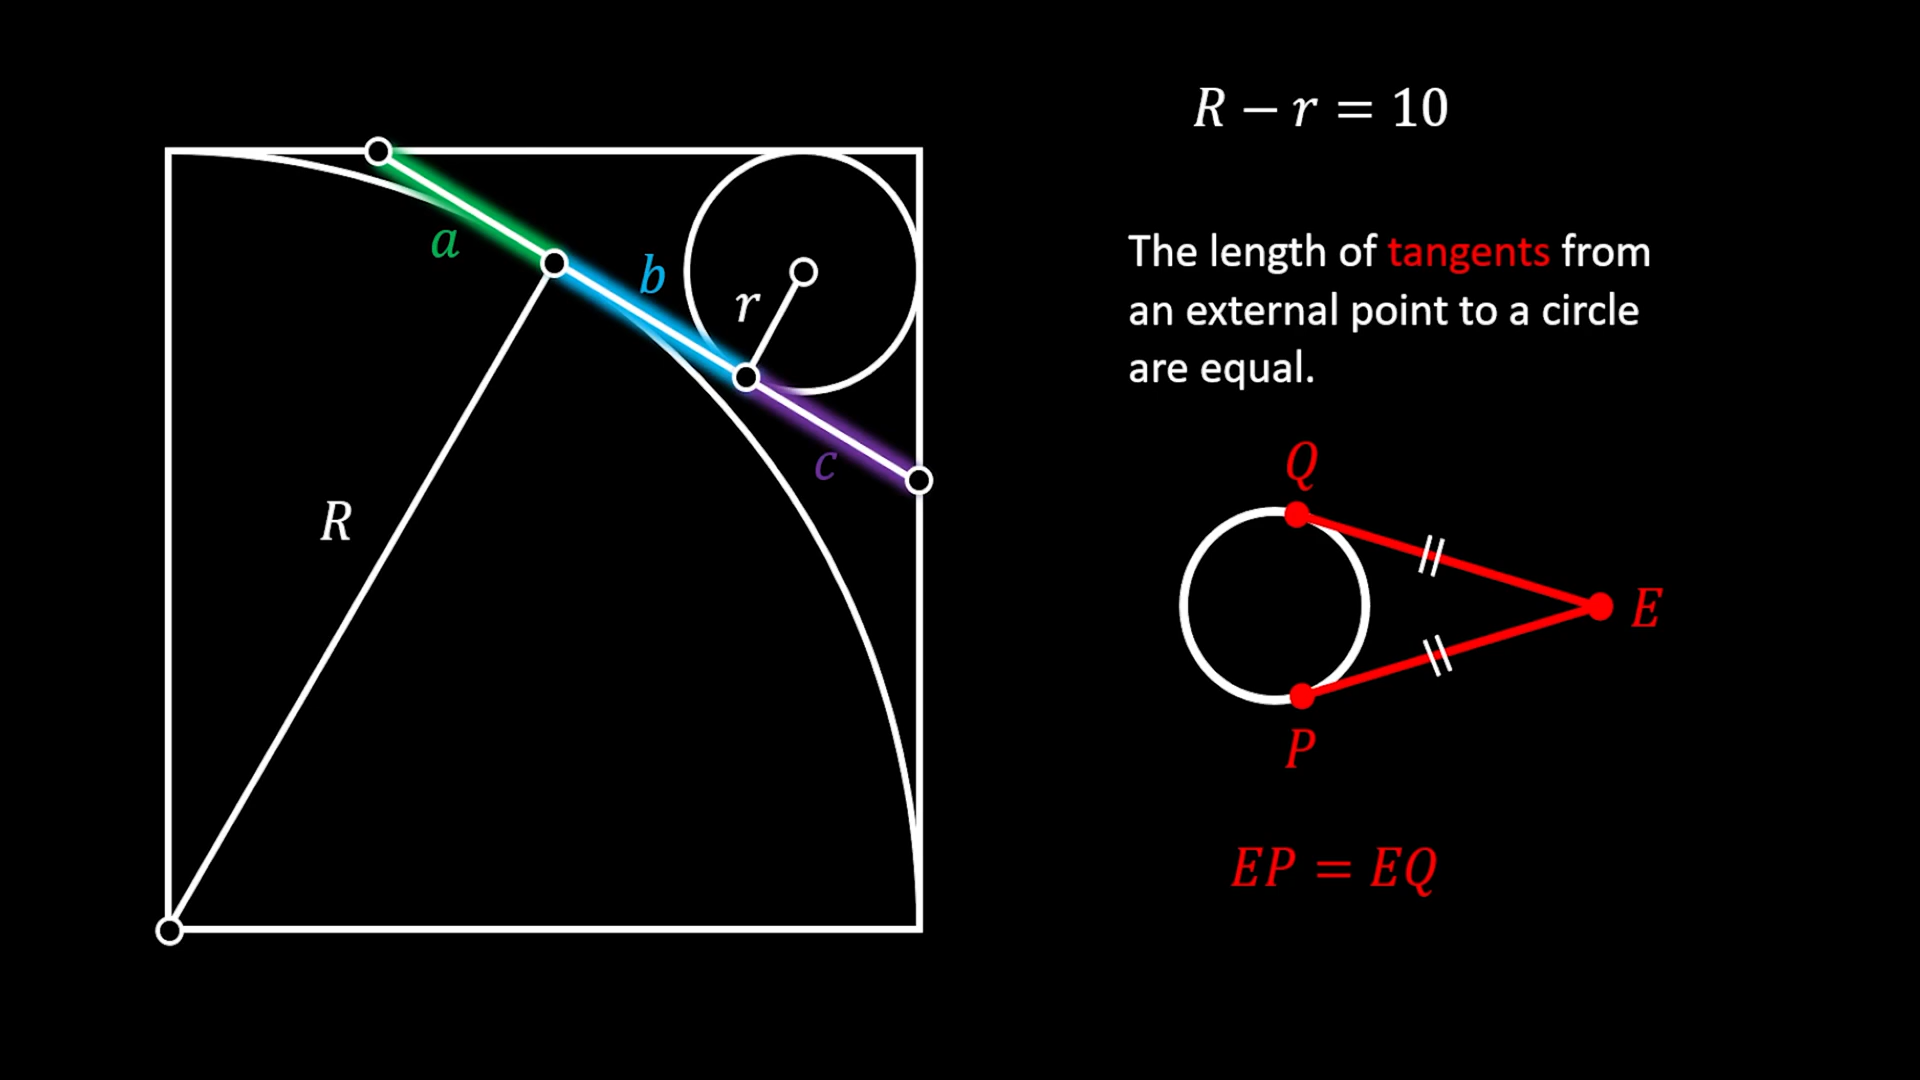 R − r = 10
The length of tangents from
an external point to a circle
are equal.
a
b
r
c
R
Q
E
P
EP = EQ